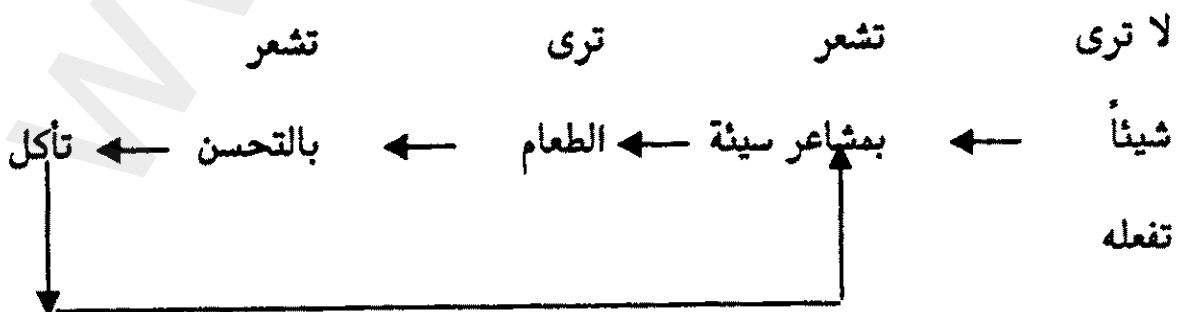 لا ترى تشعر ترى تشعر
شيئاً بمشاعر سيئة الطعام بالتحسن تأكل
تفعله